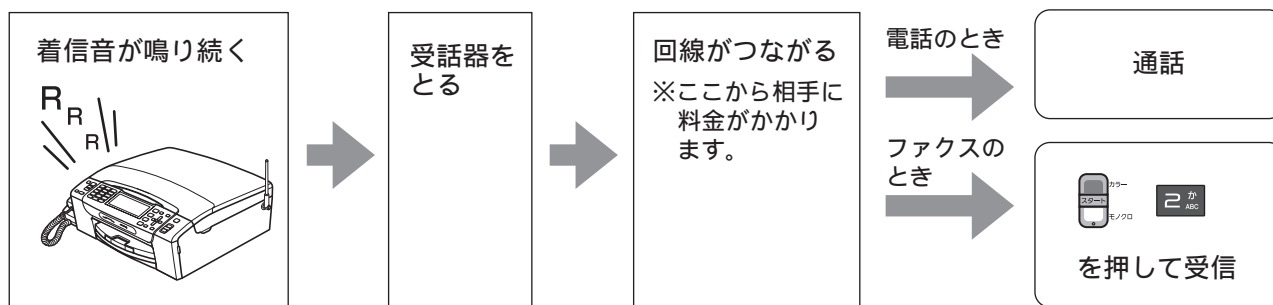 着信音が鳴り続く
R
R
R
受話器を
とる
回線がつながる
※ここから相手に
料金がかかり
ます。
電話のとき
通話
ファクスの
とき
カラー
スタート
モノクロ
2 か
ABC
を押して受信